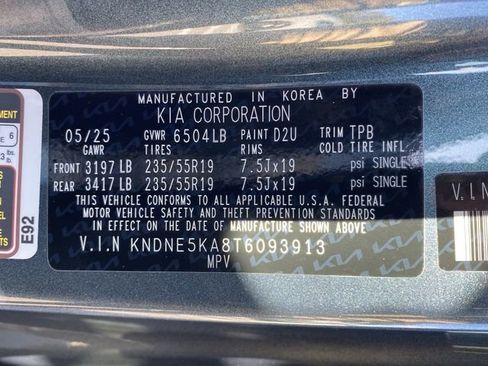 MANUFACTURED IN KOREA BY
KIA CORPORATION
05/25 GVWR 6504LB PAINT D2U TRIM TPB
GAWR TIRES RIMS COLD TIRE INFL.
FRONT 3197 LB 235/55R19 7.5Jx19 psi SINGLE
REAR 3417 LB 235/55R19 7.5Jx19 psi SINGLE
THIS VEHICLE CONFORMS TO ALL APPLICABLE U.S.A. FEDERAL
MOTOR VEHICLE SAFETY AND THEFT PREVENTION STANDARDS
IN EFFECT ON THE DATE OF MANUFACTURE SHOWN ABOVE.
V.I.N KNDNE5KA8T6093913
MPV
E92
6
lbs.
V.I.N